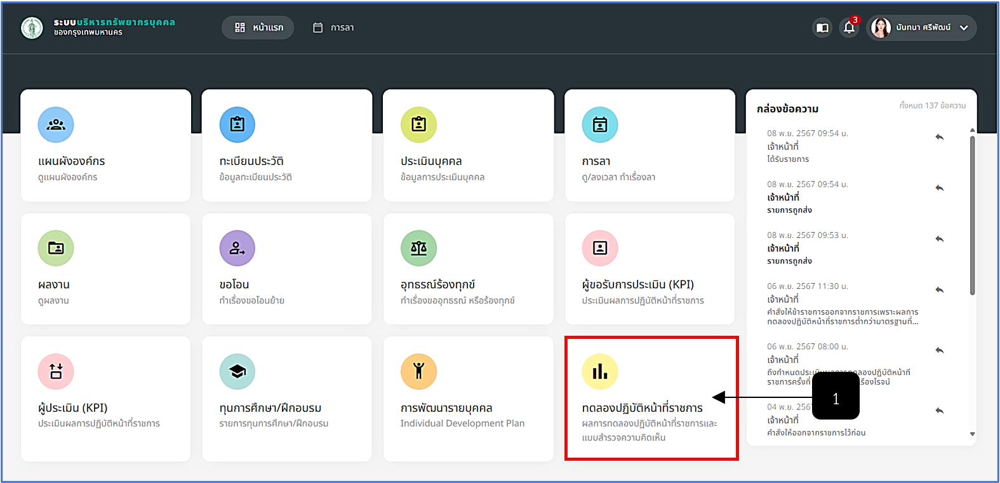 ระบบบริหารทรัพยากรบุคคล
ของกรุงเทพมหานคร
หน้าแรก
การลา
3
นันทนา ศรีพัฒน์
แผนผังองค์กร
ดูแผนผังองค์กร
ทะเบียนประวัติ
ข้อมูลทะเบียนประวัติ
ประเมินบุคคล
ข้อมูลการประเมินบุคคล
การลา
ดู/ลงเวลา ทำเรื่องลา
ผลงาน
ดูผลงาน
ขอโอน
ทำเรื่องขอโอนย้าย
อุทธรณ์ร้องทุกข์
ทำเรื่องขออุทธรณ์ หรือร้องทุกข์
ผู้ขอรับการประเมิน (KPI)
ประเมินผลการปฏิบัติหน้าที่ราชการ
ผู้ประเมิน (KPI)
ประเมินผลการปฏิบัติหน้าที่ราชการ
ทุนการศึกษา/ฝึกอบรม
รายการทุนการศึกษา/ฝึกอบรม
การพัฒนารายบุคคล
Individual Development Plan
ทดลองปฏิบัติหน้าที่ราชการ
ผลการทดลองปฏิบัติหน้าที่ราชการและ
แบบสำรวจความคิดเห็น
1
กล่องข้อความ
ทั้งหมด 137 ข้อความ
08 พ.ย. 2567 09:54 น.
เจ้าหน้าที่
ได้รับรายการ
08 พ.ย. 2567 09:54 น.
เจ้าหน้าที่
รายการถูกส่ง
08 พ.ย. 2567 09:53 น.
เจ้าหน้าที่
รายการถูกส่ง
06 พ.ย. 2567 11:30 น.
เจ้าหน้าที่
คำสั่งให้ข้าราชการออกจากราชการเพราะผลการ
ทดลองปฏิบัติหน้าที่ราชการต่ำกว่ามาตรฐานที่...
06 พ.ย. 2567 08:00 น.
เจ้าหน้าที่
ถึงกำหนดประเมินผลการทดลองปฏิบัติหน้าที่
ราชการครั้งที่ เรืองโรจน์
04 พ.ย. 256
เจ้าหน้าที่
คำสั่งให้ออกจากราชการไว้ก่อน